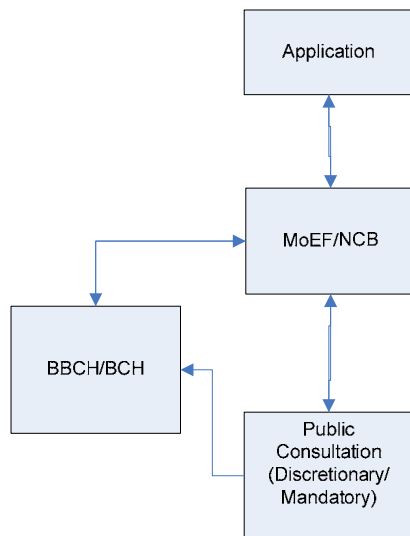 Application
MoEF/NCB
BBCH/BCH
Public
Consultation
(Discretionary/
Mandatory)